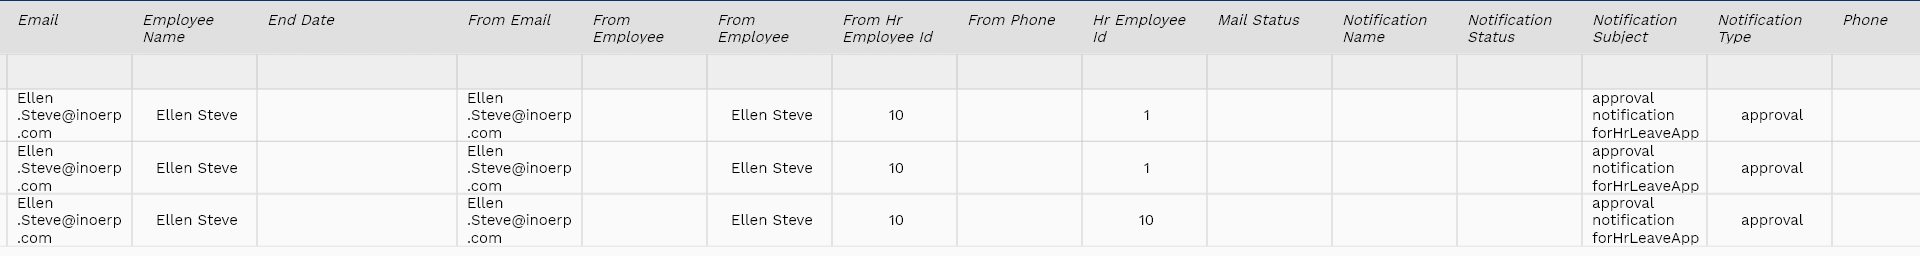 Email Employee Name End Date From Email From Employee From Employee From Hr Employee Id From Phone Hr Employee Id Mail Status Notification Name Notification Status Notification Subject Notification Type Phone
Ellen .Steve@inoerp .com Ellen Steve Ellen .Steve@inoerp .com Ellen Steve 10 1 approval notification forHrLeaveApp approval
Ellen .Steve@inoerp .com Ellen Steve Ellen .Steve@inoerp .com Ellen Steve 10 1 approval notification forHrLeaveApp approval
Ellen .Steve@inoerp .com Ellen Steve Ellen .Steve@inoerp .com Ellen Steve 10 10 approval notification forHrLeaveApp approval